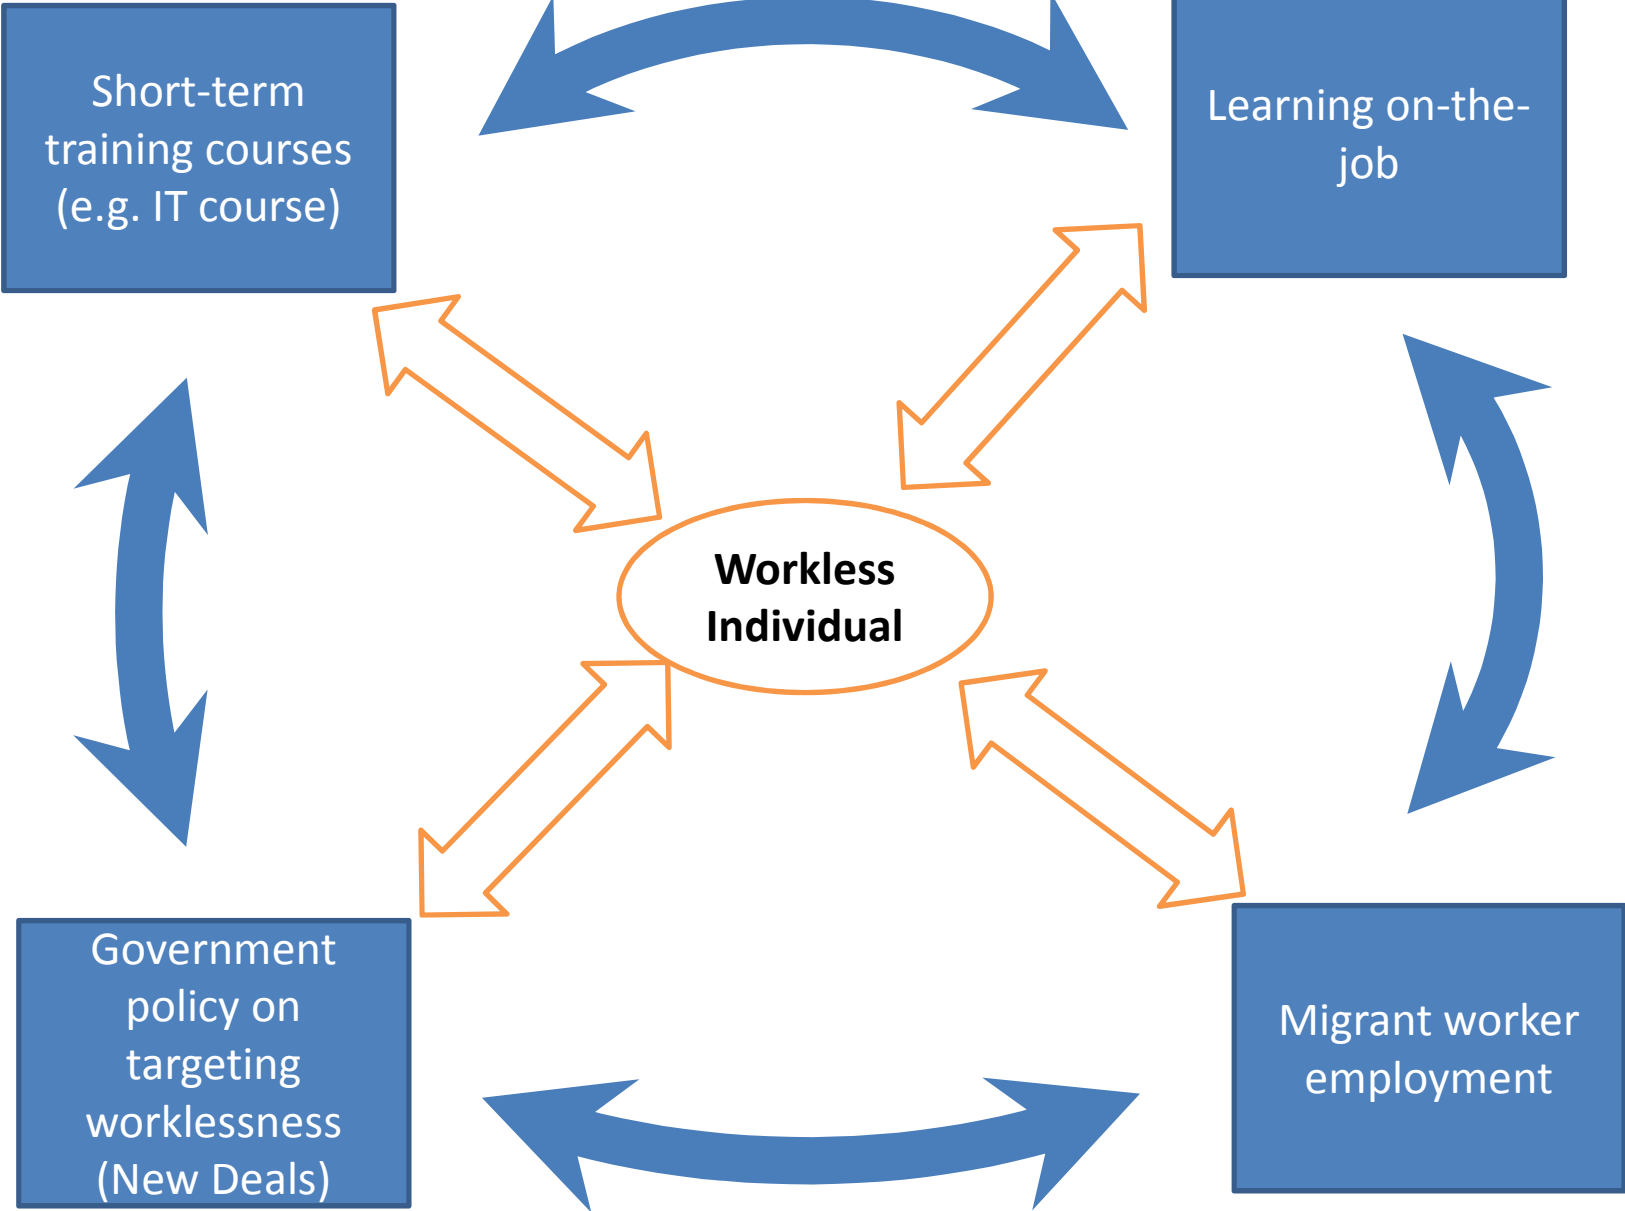 Short-term
training courses
(e.g. IT course)
Learning on-the-
job
Workless
Individual
Government
policy on
targeting
worklessness
(New Deals)
Migrant worker
employment